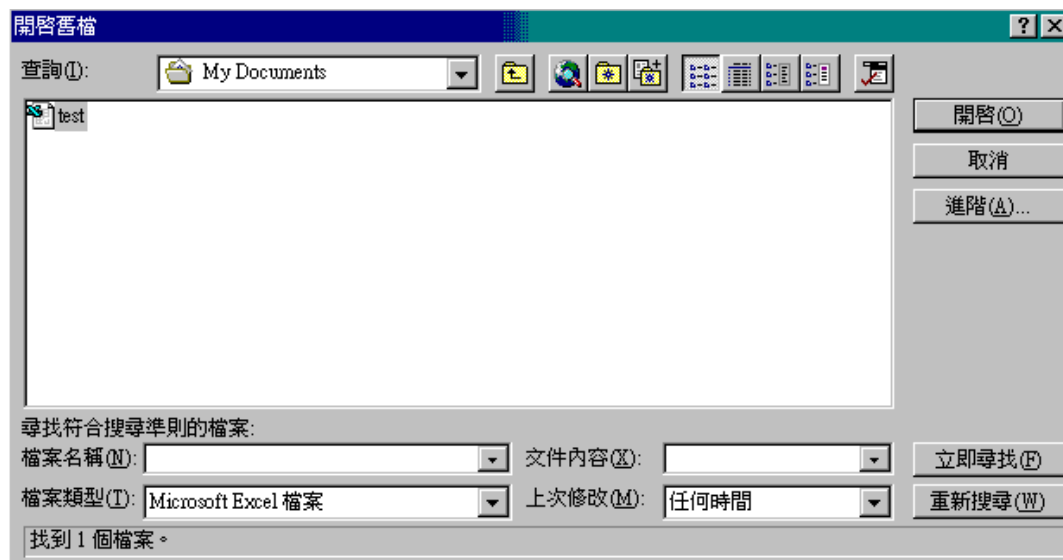 開啓舊檔
查詢(I): My Documents
test
開啓(O)
取消
進階(A)...
尋找符合搜尋準則的檔案:
檔案名稱(N): 文件內容(X): 立即尋找(F)
檔案類型(T): Microsoft Excel 檔案 上次修改(M): 任何時間 重新搜尋(W)
找到 1 個檔案。